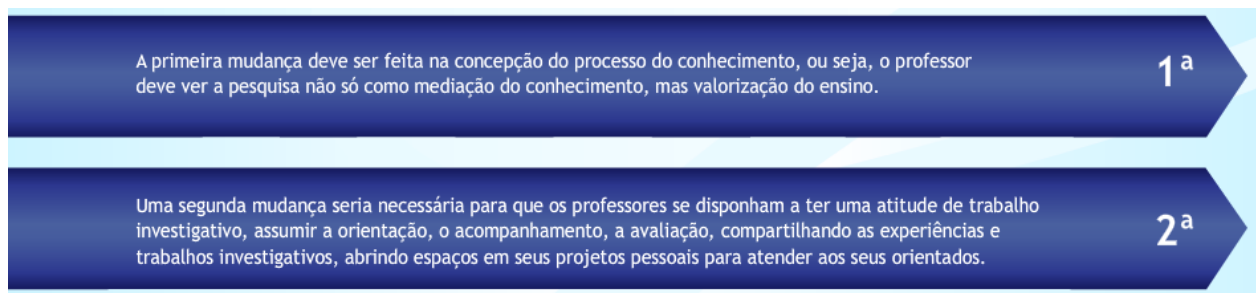 A primeira mudança deve ser feita na concepção do processo do conhecimento, ou seja, o professor
deve ver a pesquisa não só como mediação do conhecimento, mas valorização do ensino.
1ª
Uma segunda mudança seria necessária para que os professores se disponham a ter uma atitude de trabalho
investigativo, assumir a orientação, o acompanhamento, a avaliação, compartilhando as experiências e
trabalhos investigativos, abrindo espaços em seus projetos pessoais para atender aos seus orientados.
2ª